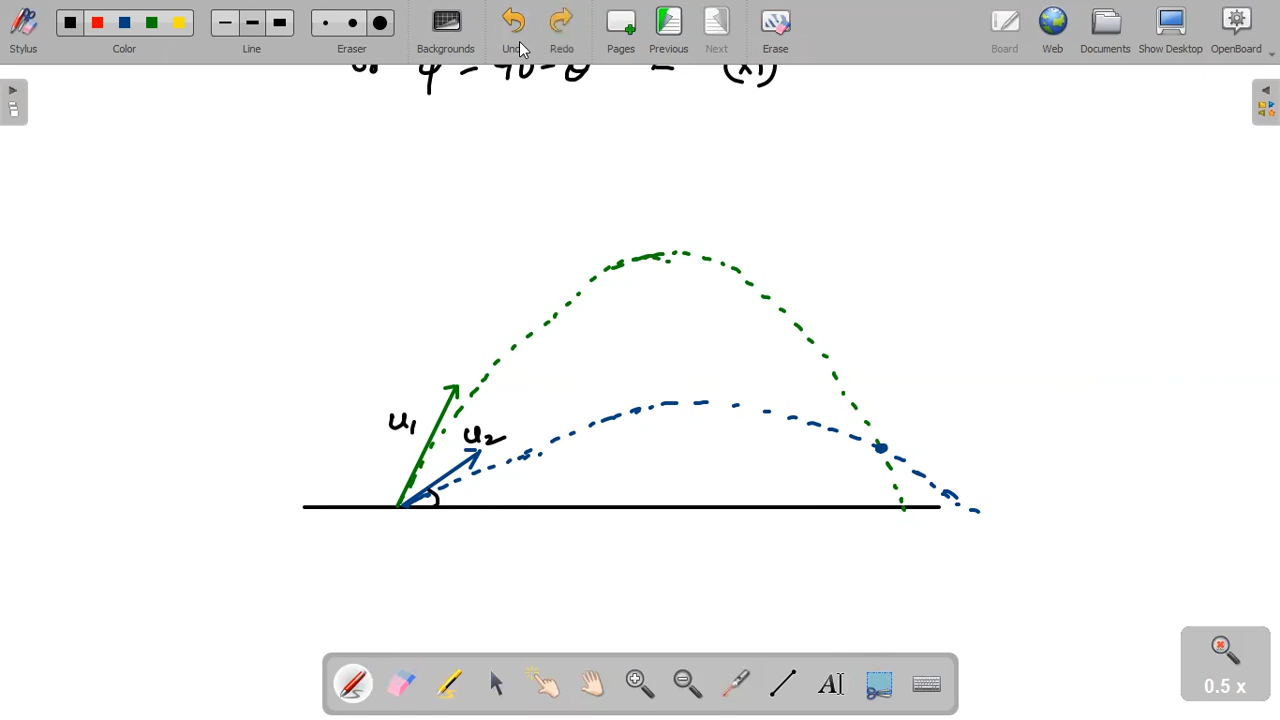 Stylus Color Line Eraser Backgrounds Undo Redo Pages Previous Next Erase Board Web Documents Show Desktop OpenBoard
φ = 90 - θ — (xi)
u₁
u₂
0.5 x